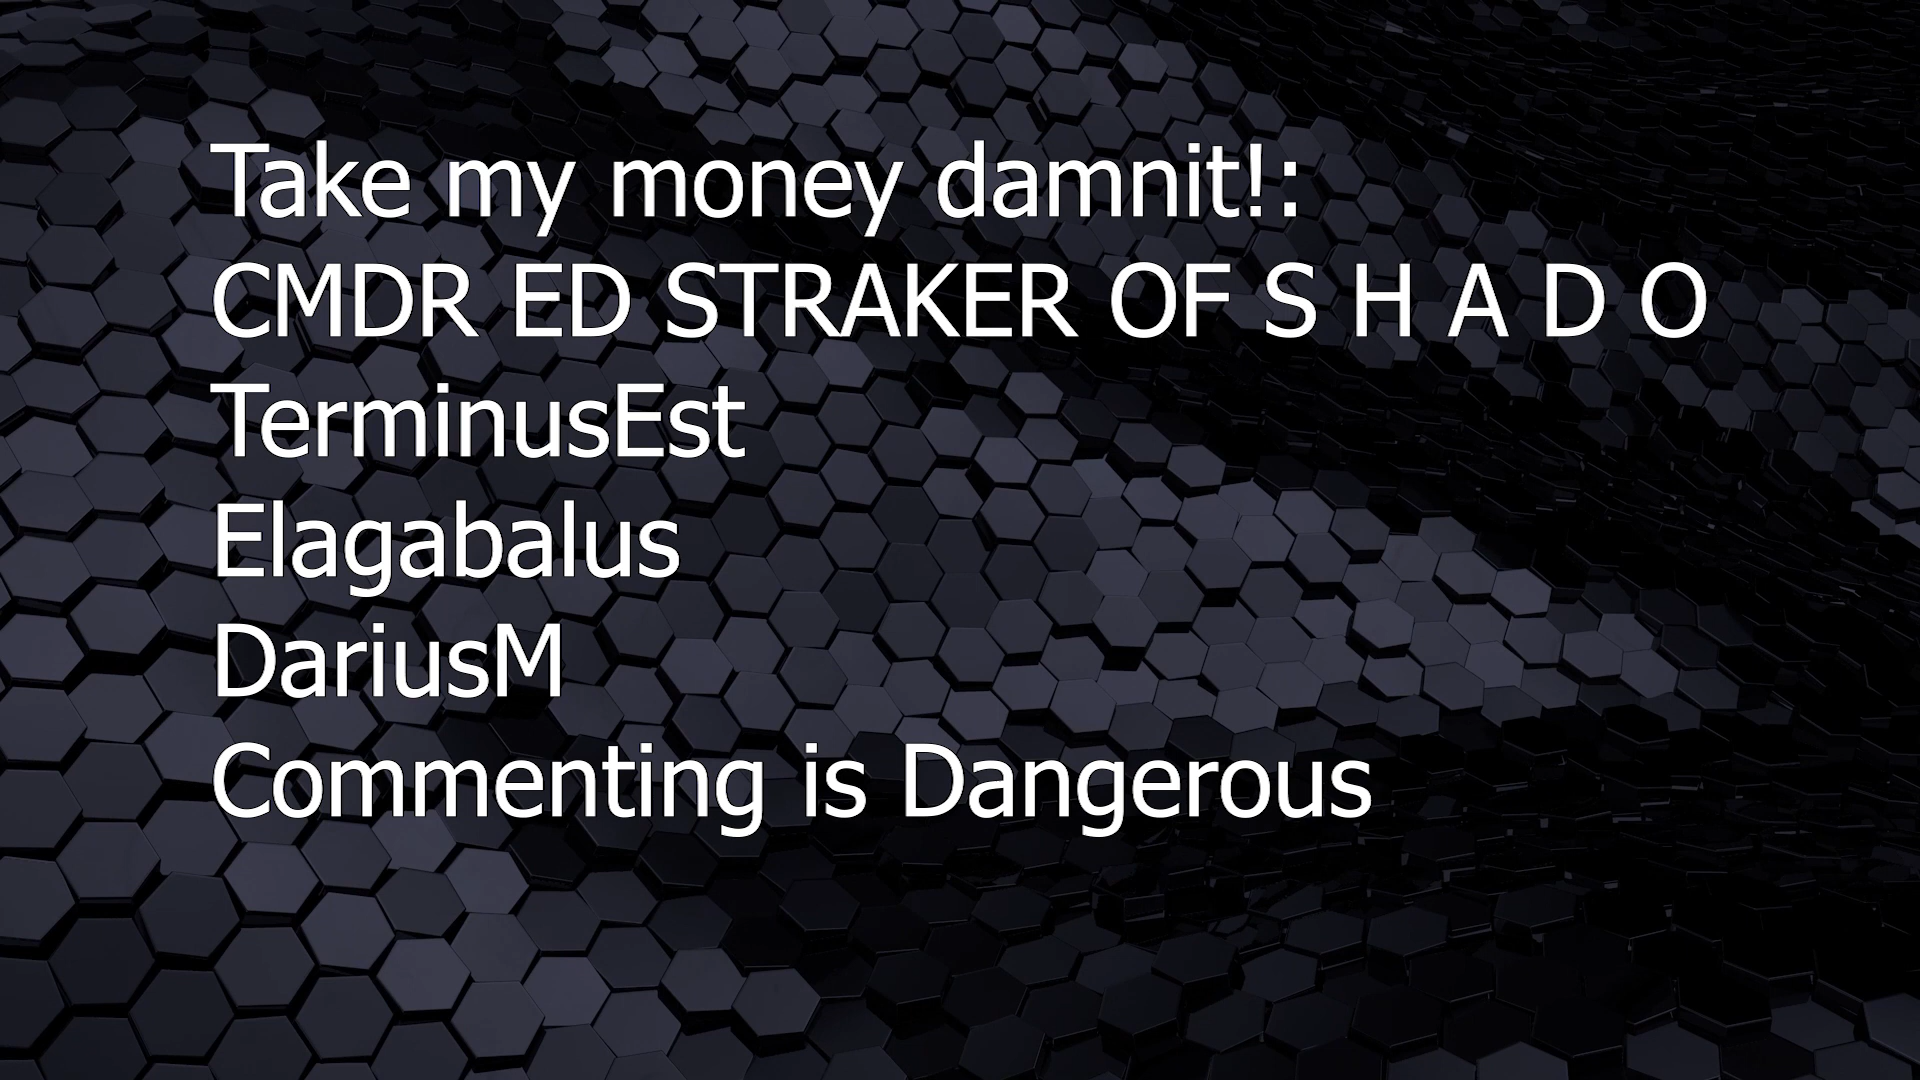 Take my money damnit!:
CMDR ED STRAKER OF S H A D O
TerminusEst
Elagabalus
DariusM
Commenting is Dangerous